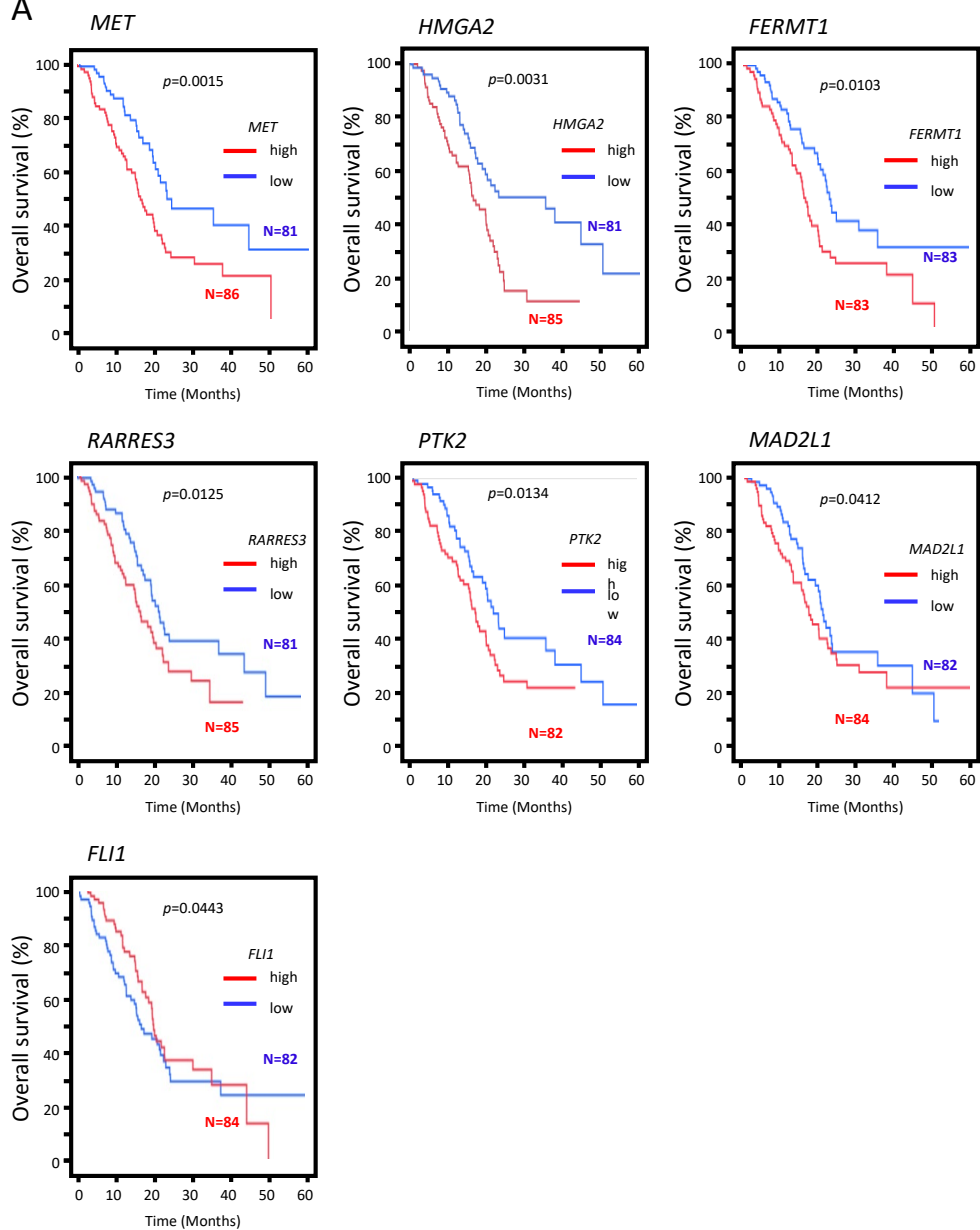 A
MET
Overall survival (%)
100
80
60
40
20
0
p=0.0015
MET
high
low
N=81
N=86
0 10 20 30 40 50 60
Time (Months)
HMGA2
Overall survival (%)
100
80
60
40
20
0
p=0.0031
HMGA2
high
low
N=81
N=85
0 10 20 30 40 50 60
Time (Months)
FERMT1
Overall survival (%)
100
80
60
40
20
0
p=0.0103
FERMT1
high
low
N=83
N=83
0 10 20 30 40 50 60
Time (Months)
RARRES3
Overall survival (%)
100
80
60
40
20
0
p=0.0125
RARRES3
high
low
N=81
N=85
0 10 20 30 40 50 60
Time (Months)
PTK2
Overall survival (%)
100
80
60
40
20
0
p=0.0134
PTK2
hig
h
lo
w
N=84
N=82
0 10 20 30 40 50 60
Time (Months)
MAD2L1
Overall survival (%)
100
80
60
40
20
0
p=0.0412
MAD2L1
high
low
N=82
N=84
0 10 20 30 40 50 60
Time (Months)
FLI1
Overall survival (%)
100
80
60
40
20
0
p=0.0443
FLI1
high
low
N=82
N=84
0 10 20 30 40 50 60
Time (Months)